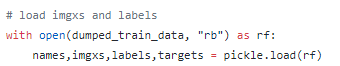 # load imgxs and labels
with open(dumped_train_data, "rb") as rf:
    names,imgxs,labels,targets = pickle.load(rf)